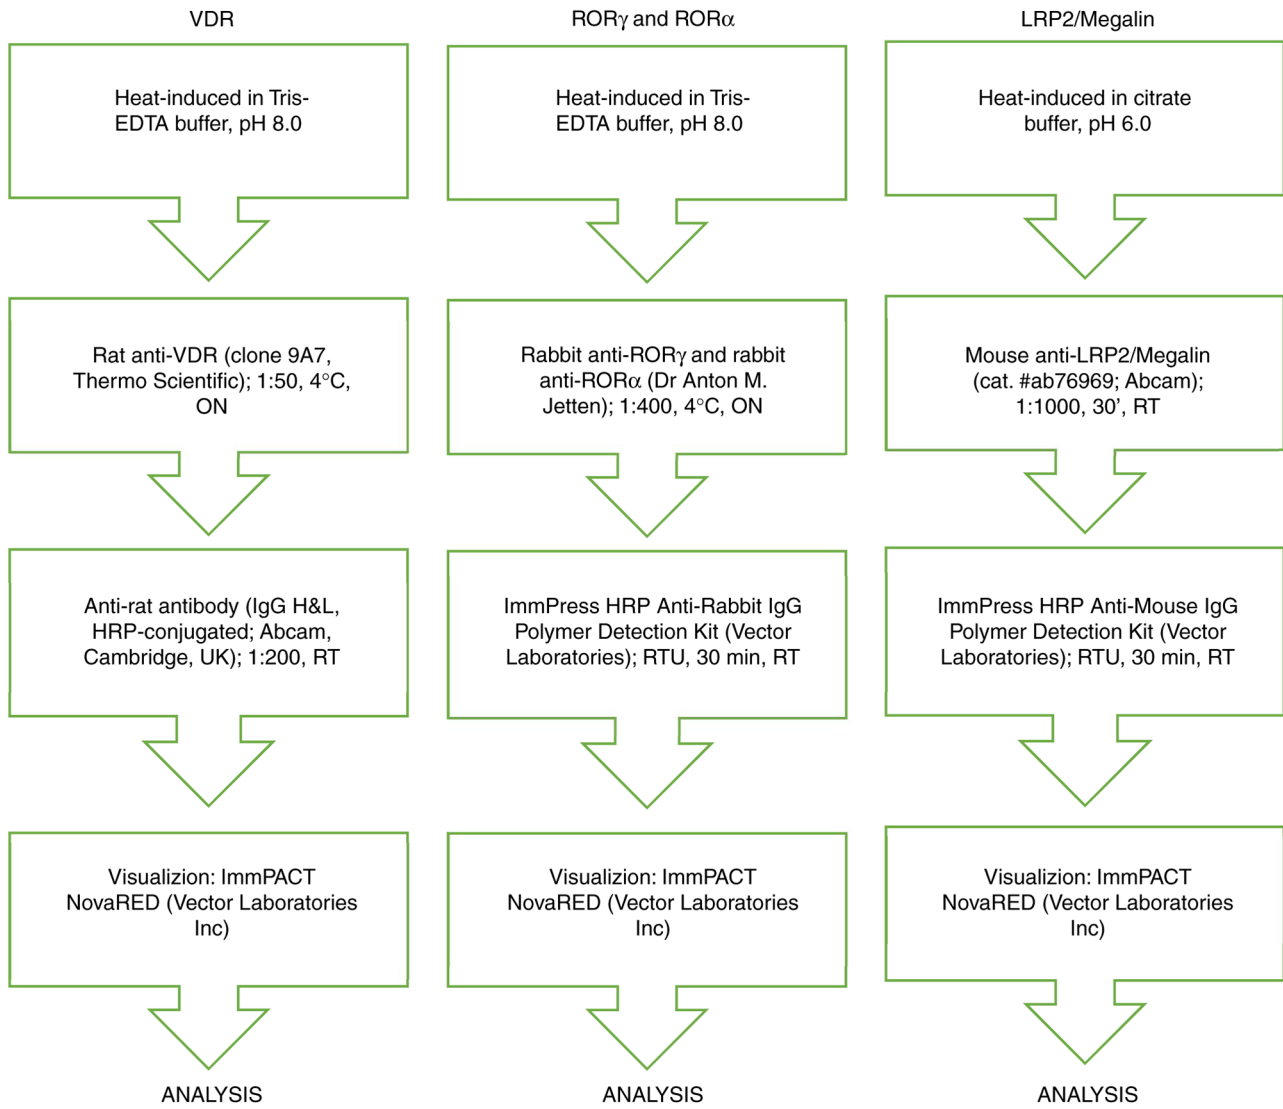 VDR
Heat-induced in Tris-
EDTA buffer, pH 8.0
Rat anti-VDR (clone 9A7,
Thermo Scientific); 1:50, 4°C,
ON
Anti-rat antibody (IgG H&L,
HRP-conjugated; Abcam,
Cambridge, UK); 1:200, RT
Visualizion: ImmPACT
NovaRED (Vector Laboratories
Inc)
ANALYSIS
RORγ and RORα
Heat-induced in Tris-
EDTA buffer, pH 8.0
Rabbit anti-RORγ and rabbit
anti-RORα (Dr Anton M.
Jetten); 1:400, 4°C, ON
ImmPress HRP Anti-Rabbit IgG
Polymer Detection Kit (Vector
Laboratories); RTU, 30 min, RT
Visualizion: ImmPACT
NovaRED (Vector Laboratories
Inc)
ANALYSIS
LRP2/Megalin
Heat-induced in citrate
buffer, pH 6.0
Mouse anti-LRP2/Megalin
(cat. #ab76969; Abcam);
1:1000, 30’, RT
ImmPress HRP Anti-Mouse IgG
Polymer Detection Kit (Vector
Laboratories); RTU, 30 min, RT
Visualizion: ImmPACT
NovaRED (Vector Laboratories
Inc)
ANALYSIS